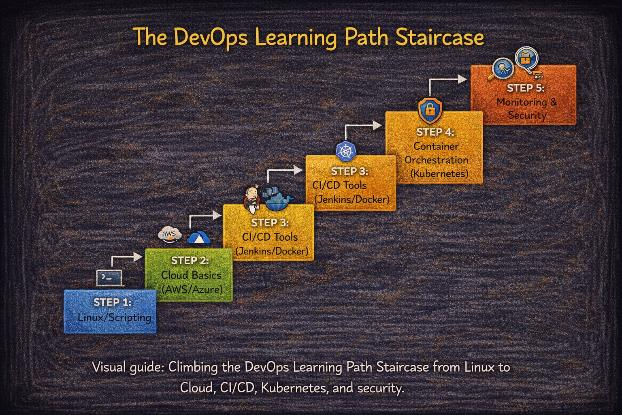 The DevOps Learning Path Staircase
STEP 5:
Monitoring &
Security
STEP 4:
Container
Orchestration
(Kubernetes)
STEP 3:
CI/CD Tools
(Jenkins/Docker)
AWS
STEP 3:
CI/CD Tools
(Jenkins/Docker)
STEP 2:
Cloud Basics
(AWS/Azure)
STEP 1:
Linux/Scripting
Visual guide: Climbing the DevOps Learning Path Staircase from Linux to
Cloud, CI/CD, Kubernetes, and security.